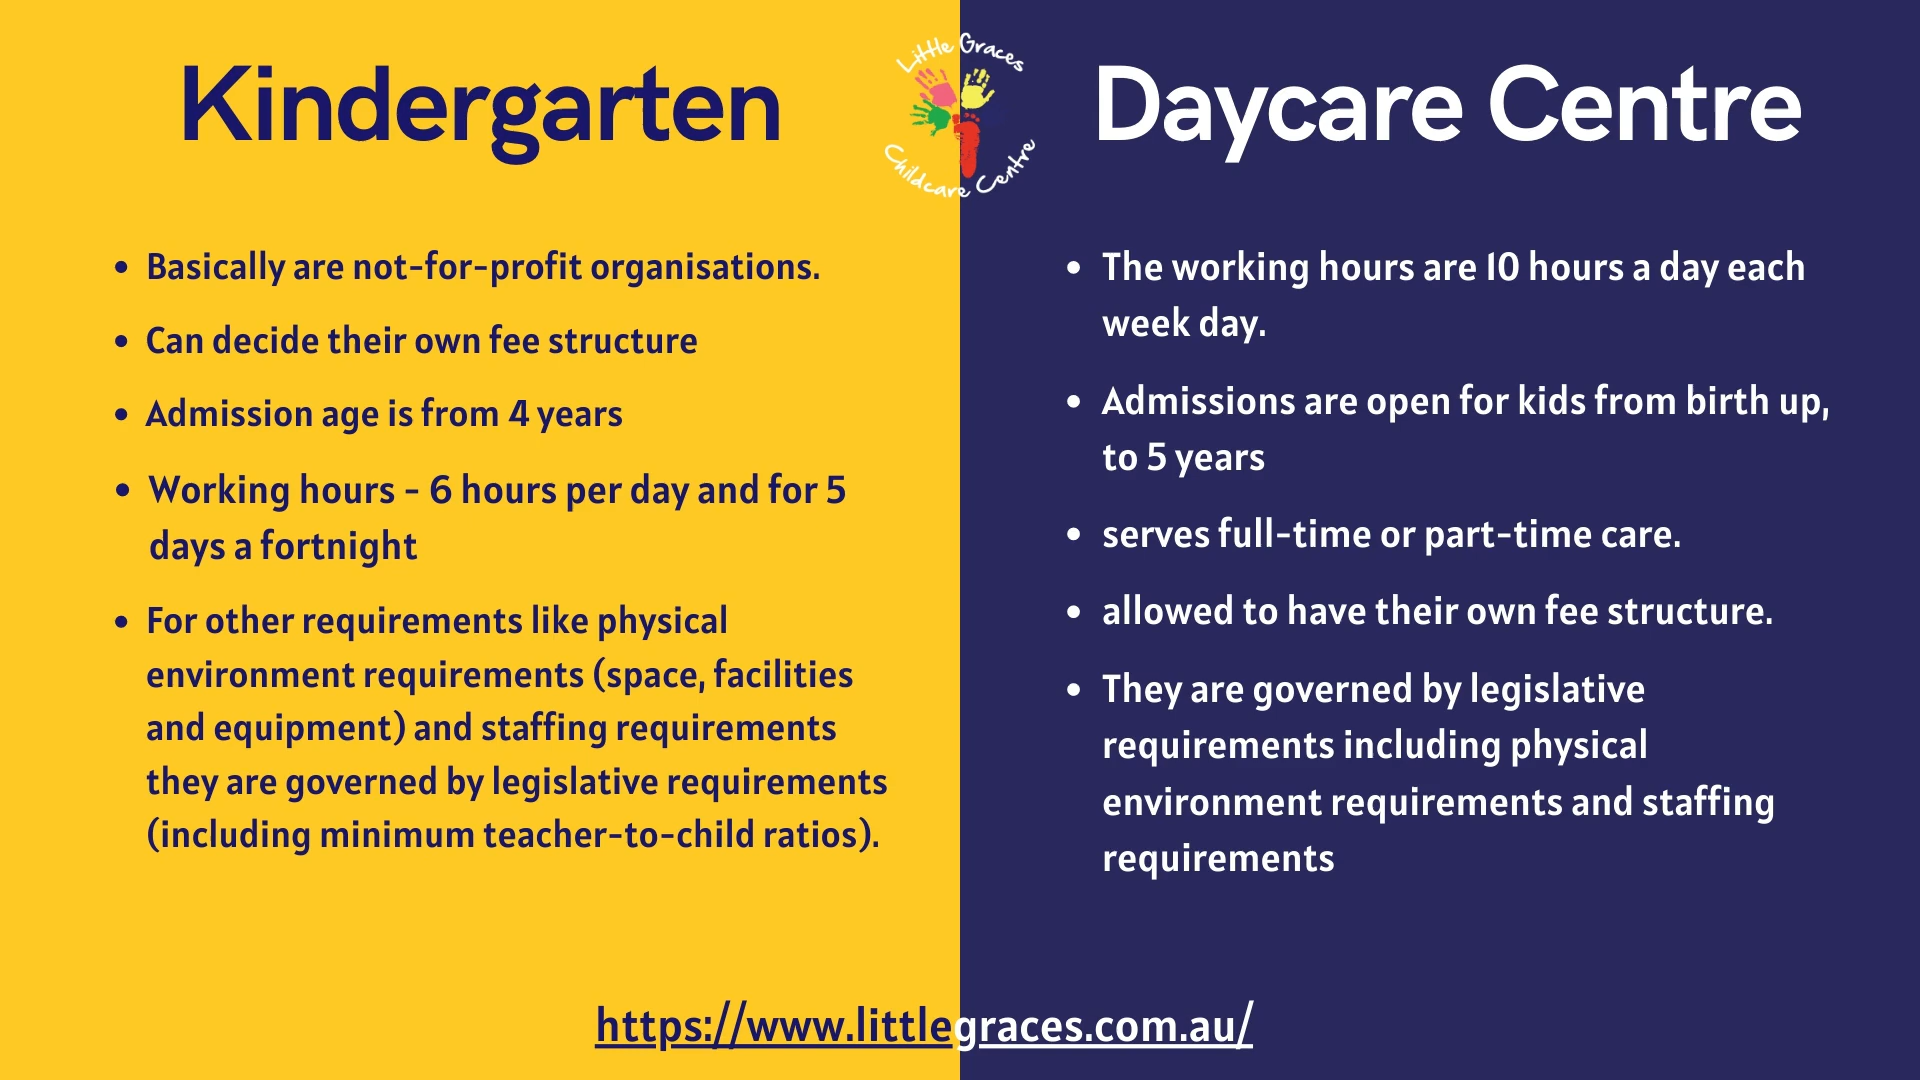 Little Graces
Childcare Centre
Kindergarten
• Basically are not-for-profit organisations.
• Can decide their own fee structure
• Admission age is from 4 years
• Working hours - 6 hours per day and for 5
days a fortnight
• For other requirements like physical
environment requirements (space, facilities
and equipment) and staffing requirements
they are governed by legislative requirements
(including minimum teacher-to-child ratios).
Daycare Centre
• The working hours are 10 hours a day each
week day.
• Admissions are open for kids from birth up,
to 5 years
• serves full-time or part-time care.
• allowed to have their own fee structure.
• They are governed by legislative
requirements including physical
environment requirements and staffing
requirements
https://www.littlegraces.com.au/